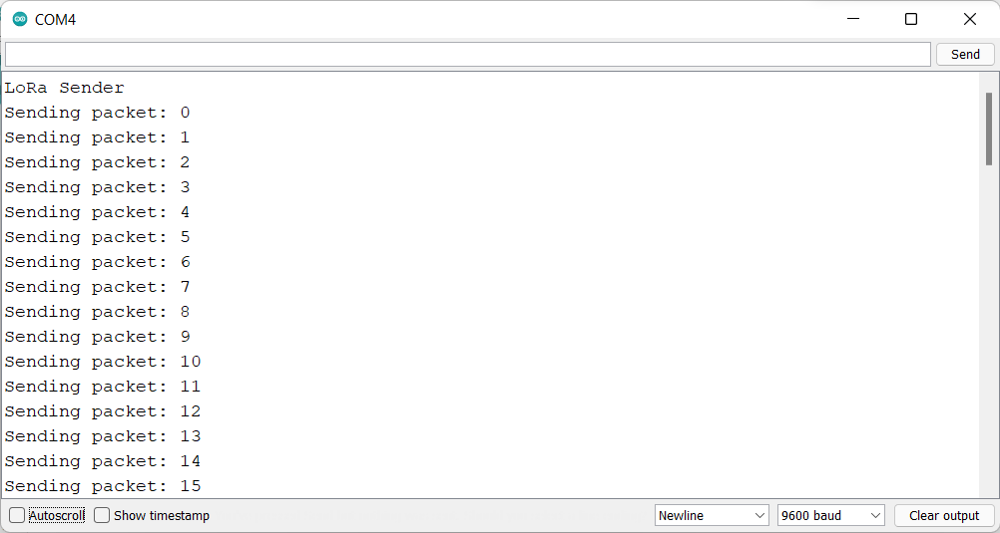 COM4
Send
LoRa Sender
Sending packet: 0
Sending packet: 1
Sending packet: 2
Sending packet: 3
Sending packet: 4
Sending packet: 5
Sending packet: 6
Sending packet: 7
Sending packet: 8
Sending packet: 9
Sending packet: 10
Sending packet: 11
Sending packet: 12
Sending packet: 13
Sending packet: 14
Sending packet: 15
Autoscroll Show timestamp Newline 9600 baud Clear output